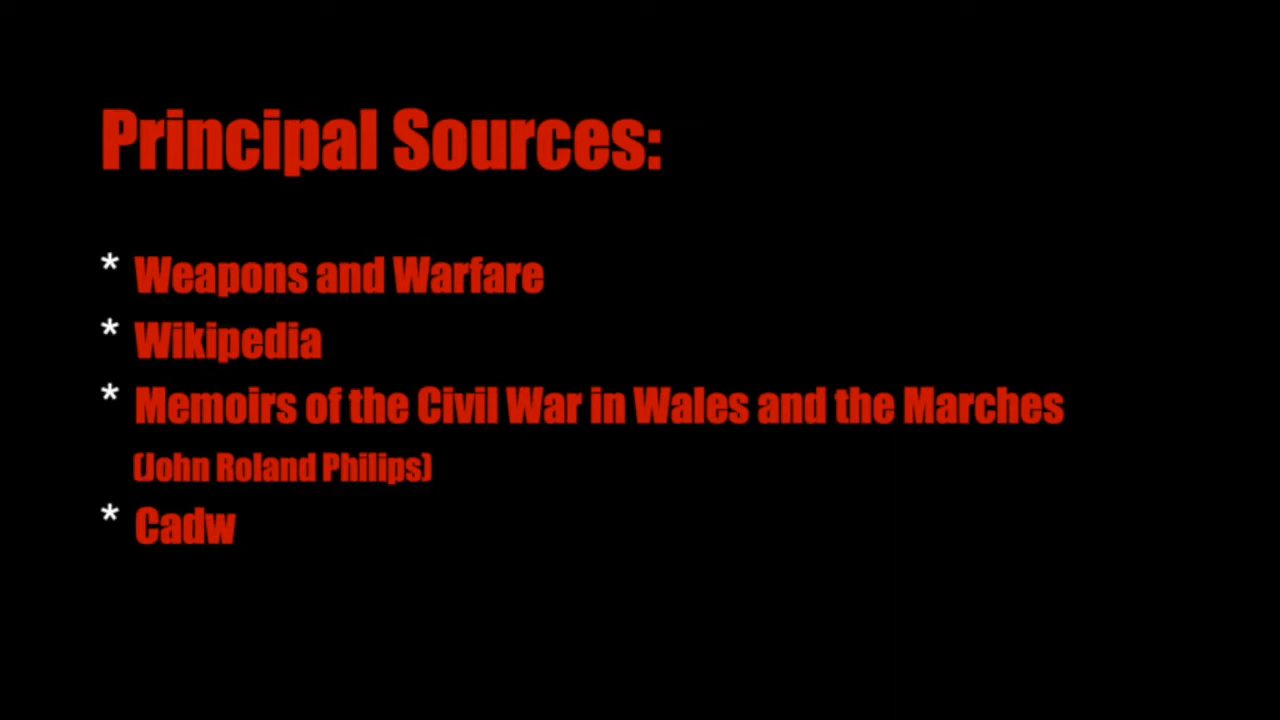 Principal Sources:
* Weapons and Warfare
* Wikipedia
* Memoirs of the Civil War in Wales and the Marches
(John Roland Philips)
* Cadw